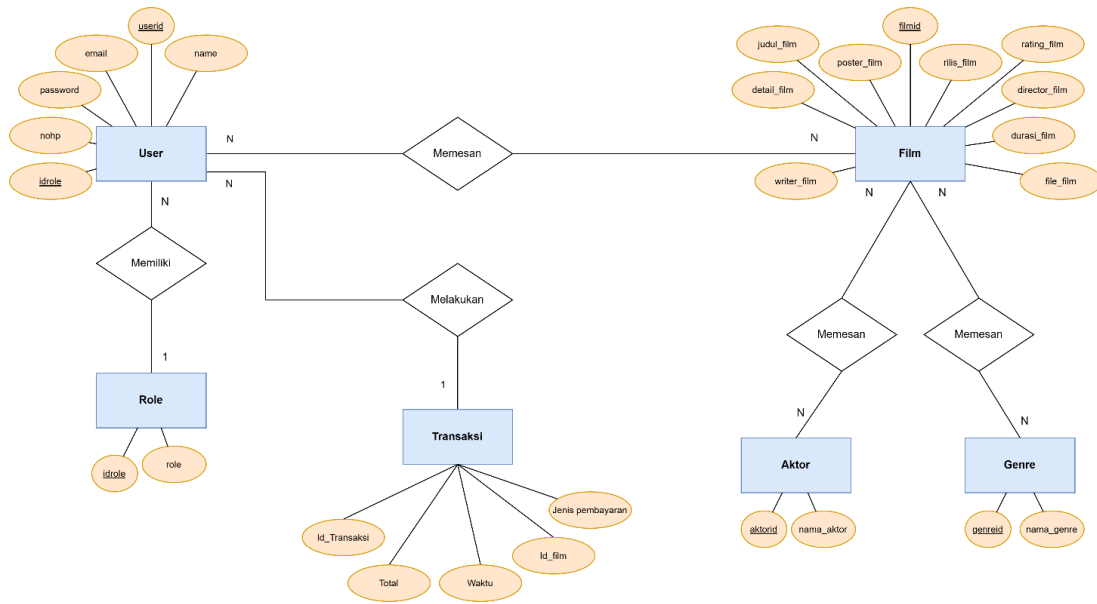 userid
filmid
email
name
judul_film
rating_film
poster_film
rilis_film
password
detail_film
director_film
nohp
User
N
Memesan
N
Film
durasi_film
idrole
N
writer_film
file_film
N
N
N
Memiliki
Melakukan
Memesan
Memesan
1
1
Role
N
N
Transaksi
Aktor
Genre
idrole
role
Jenis pembayaran
Id_Transaksi
aktorid
nama_aktor
genreid
nama_genre
Id_film
Total
Waktu